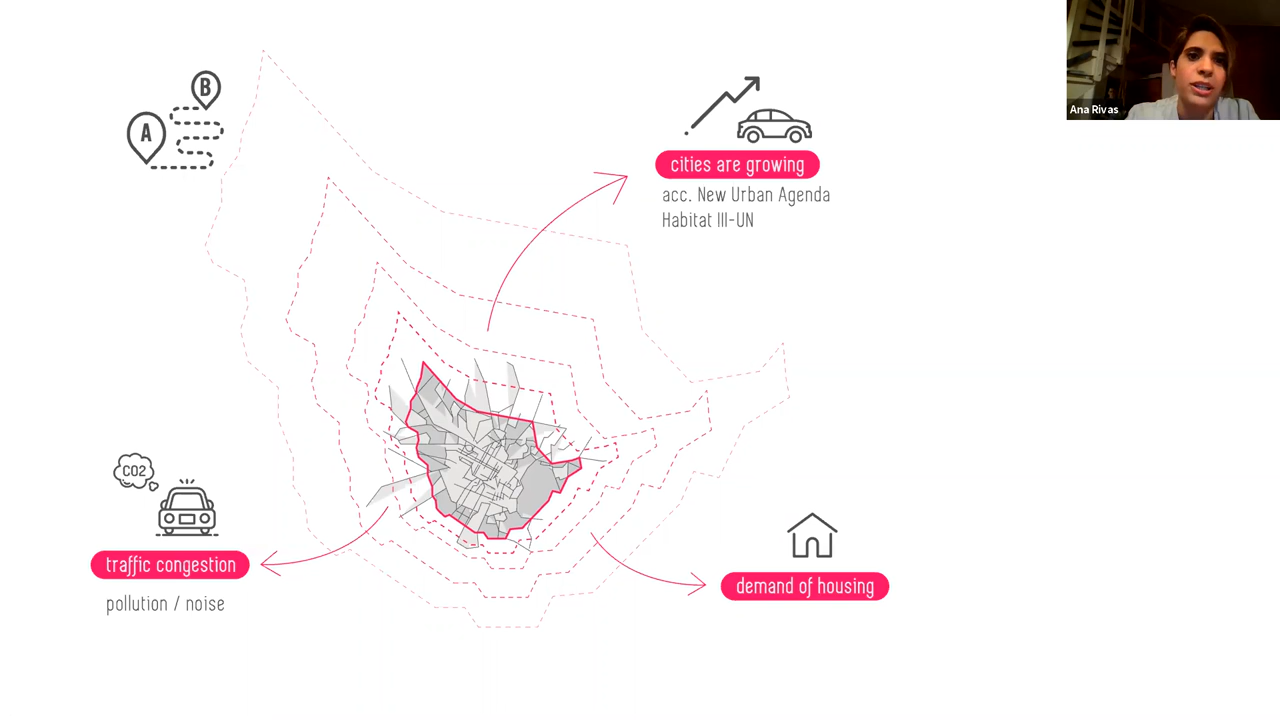 B
A
cities are growing
acc. New Urban Agenda
Habitat III-UN
Ana Rivas
CO2
traffic congestion
pollution / noise
demand of housing